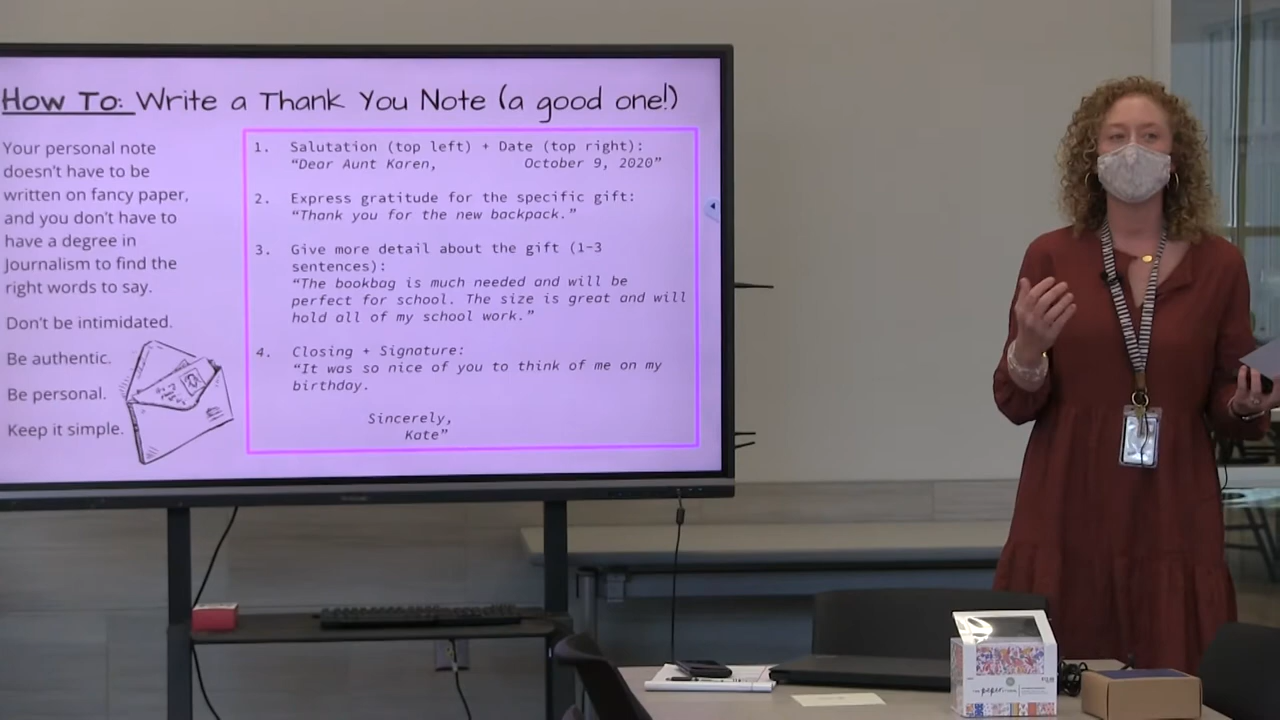 How To: Write a Thank You Note (a good one!)
Your personal note
doesn't have to be
written on fancy paper,
and you don't have to
have a degree in
Journalism to find the
right words to say.
Don't be intimidated.
Be authentic.
Be personal.
Keep it simple.
1. Salutation (top left) + Date (top right):
"Dear Aunt Karen, October 9, 2020"
2. Express gratitude for the specific gift:
"Thank you for the new backpack."
3. Give more detail about the gift (1-3
sentences):
"The bookbag is much needed and will be
perfect for school. The size is great and will
hold all of my school work."
4. Closing + Signature:
"It was so nice of you to think of me on my
birthday.
Sincerely,
Kate"
paper